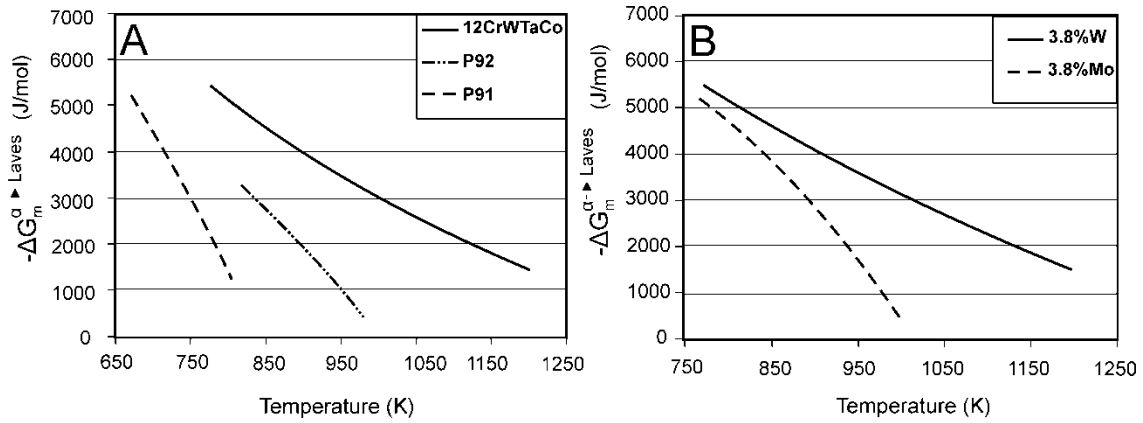 A
7000
6000
5000
4000
3000
2000
1000
0
-ΔG_m^α ► Laves (J/mol)
12CrWTaCo
P92
P91
650 750 850 950 1050 1150 1250
Temperature (K)
B
7000
6000
5000
4000
3000
2000
1000
0
-ΔG_m^α-► Laves (J/mol)
3.8%W
3.8%Mo
750 850 950 1050 1150 1250
Temperature (K)